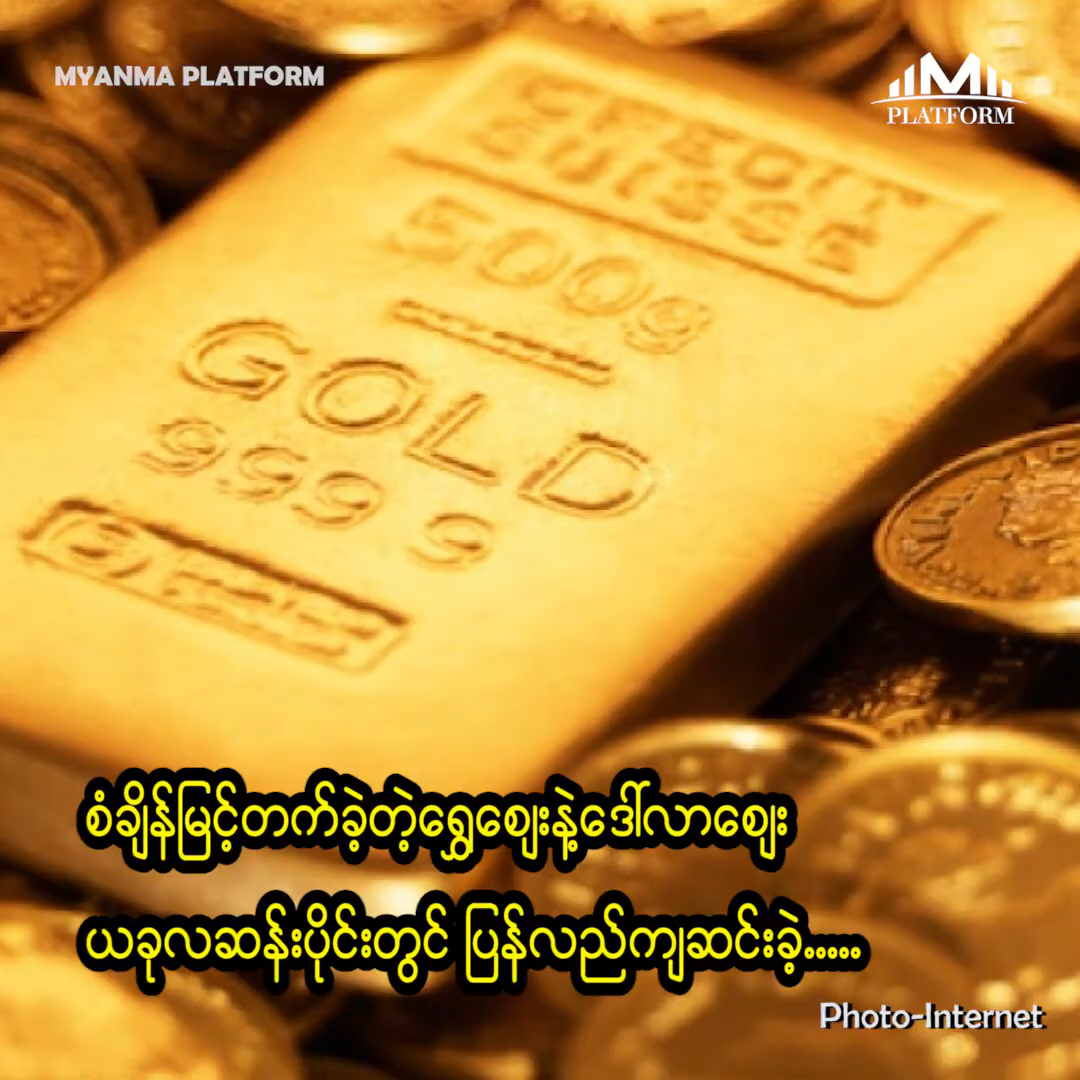 MYANMA PLATFORM
M
PLATFORM
CREDIT
SUISSE
500g
GOLD
999 9
စံချိန်မြင့်တက်ခဲ့တဲ့ရွှေစျေးနဲ့ဒေါ်လာစျေး
ယခုလဆန်းပိုင်းတွင် ပြန်လည်ကျဆင်းခဲ့.....
Photo-Internet